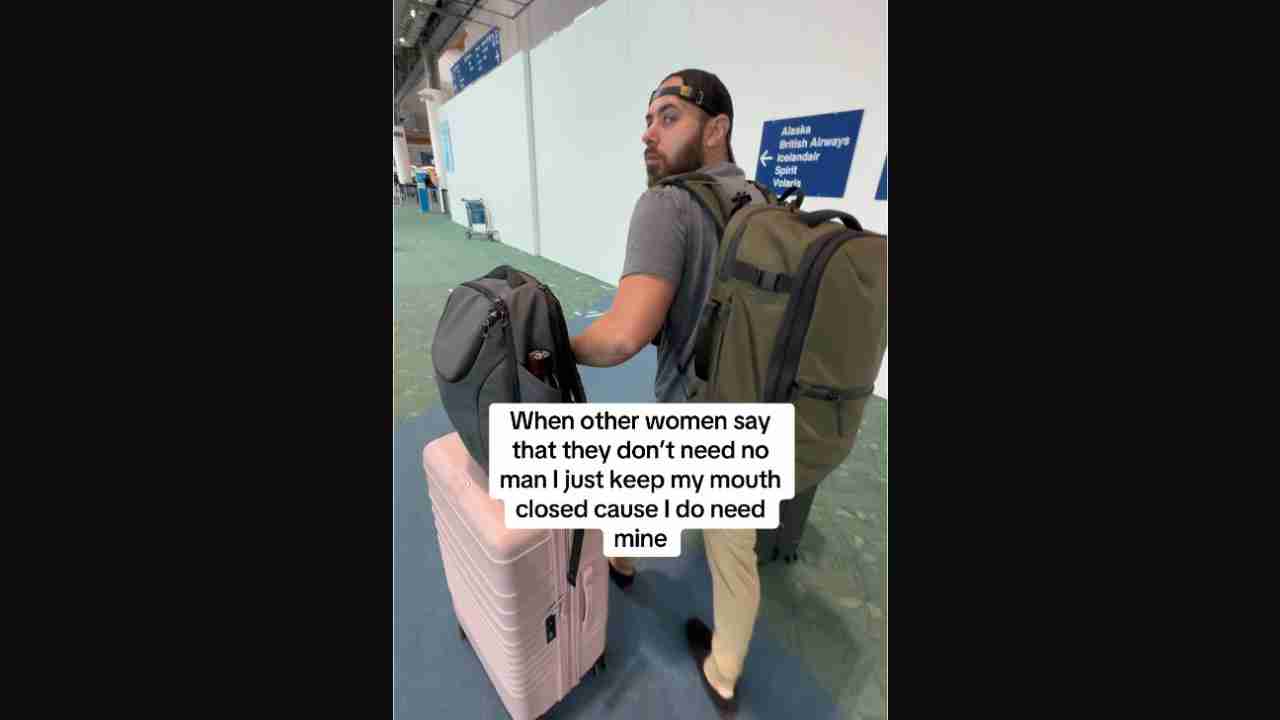 Alaska
British Airways
Icelandair
Spirit
Volaris
When other women say
that they don’t need no
man I just keep my mouth
closed cause I do need
mine